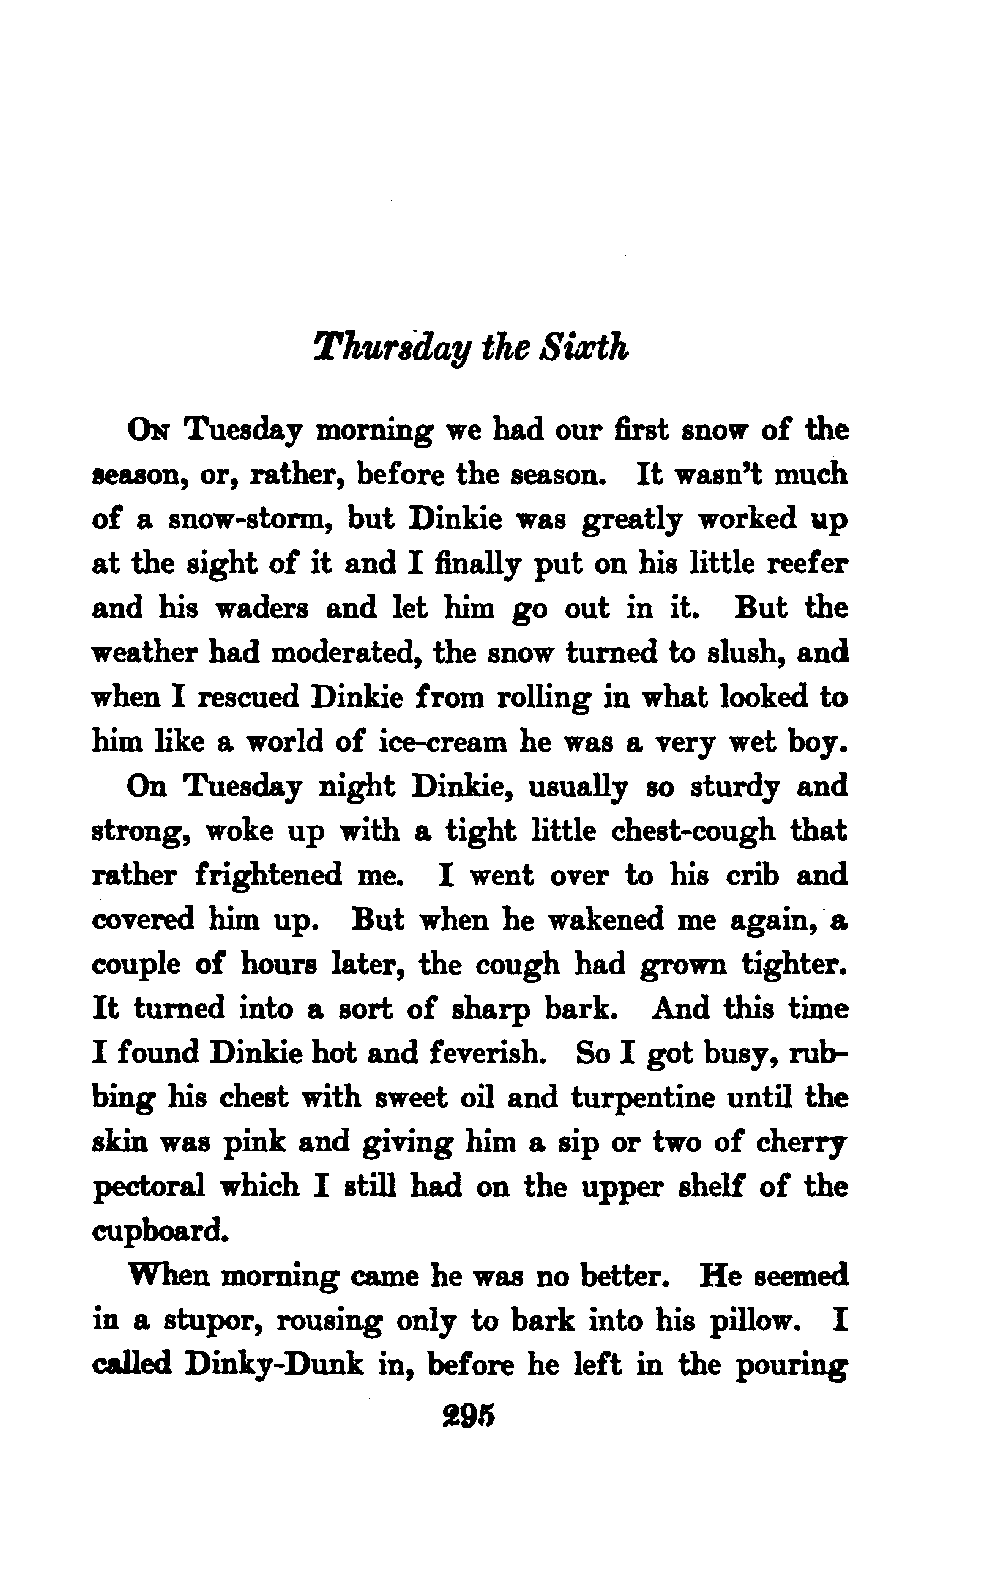 Thursday the Sixth
ON Tuesday morning we had our first snow of the
season, or, rather, before the season. It wasn't much
of a snow-storm, but Dinkie was greatly worked up
at the sight of it and I finally put on his little reefer
and his waders and let him go out in it. But the
weather had moderated, the snow turned to slush, and
when I rescued Dinkie from rolling in what looked to
him like a world of ice-cream he was a very wet boy.
On Tuesday night Dinkie, usually so sturdy and
strong, woke up with a tight little chest-cough that
rather frightened me. I went over to his crib and
covered him up. But when he wakened me again, a
couple of hours later, the cough had grown tighter.
It turned into a sort of sharp bark. And this time
I found Dinkie hot and feverish. So I got busy, rub-
bing his chest with sweet oil and turpentine until the
skin was pink and giving him a sip or two of cherry
pectoral which I still had on the upper shelf of the
cupboard.
When morning came he was no better. He seemed
in a stupor, rousing only to bark into his pillow. I
called Dinky-Dunk in, before he left in the pouring
295